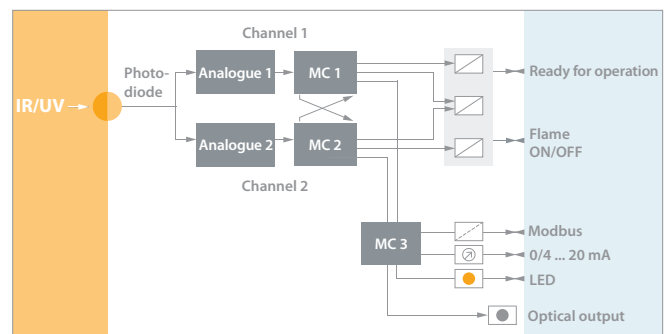 Channel 1
Photo-
diode
Analogue 1
MC 1
Ready for operation
IR/UV
Analogue 2
MC 2
Flame
ON/OFF
Channel 2
MC 3
Modbus
0/4 ... 20 mA
LED
Optical output